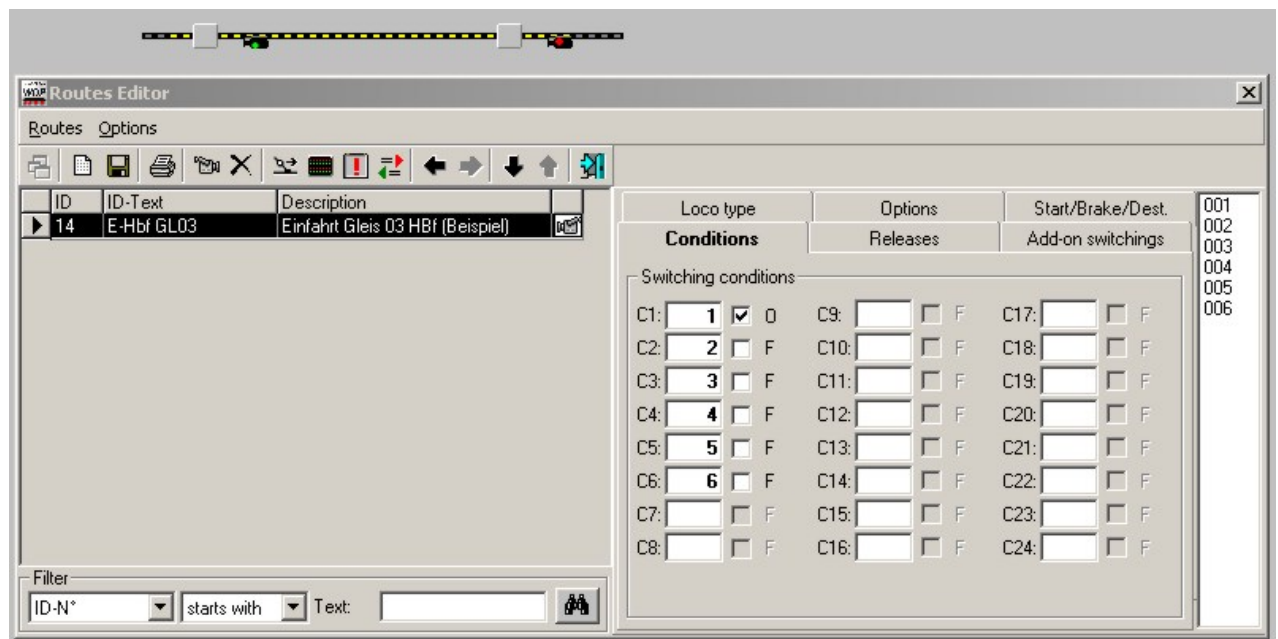 Routes Editor
Routes Options
ID ID-Text Description
14 E-Hbf GL03 Einfahrt Gleis 03 HBf (Beispiel)
Loco type Options Start/Brake/Dest.
Conditions Releases Add-on switchings
Switching conditions
C1: 1 O C9: F C17: F
C2: 2 F C10: F C18: F
C3: 3 F C11: F C19: F
C4: 4 F C12: F C20: F
C5: 5 F C13: F C21: F
C6: 6 F C14: F C22: F
C7: F C15: F C23: F
C8: F C16: F C24: F
001
002
003
004
005
006
Filter
ID-N° starts with Text: